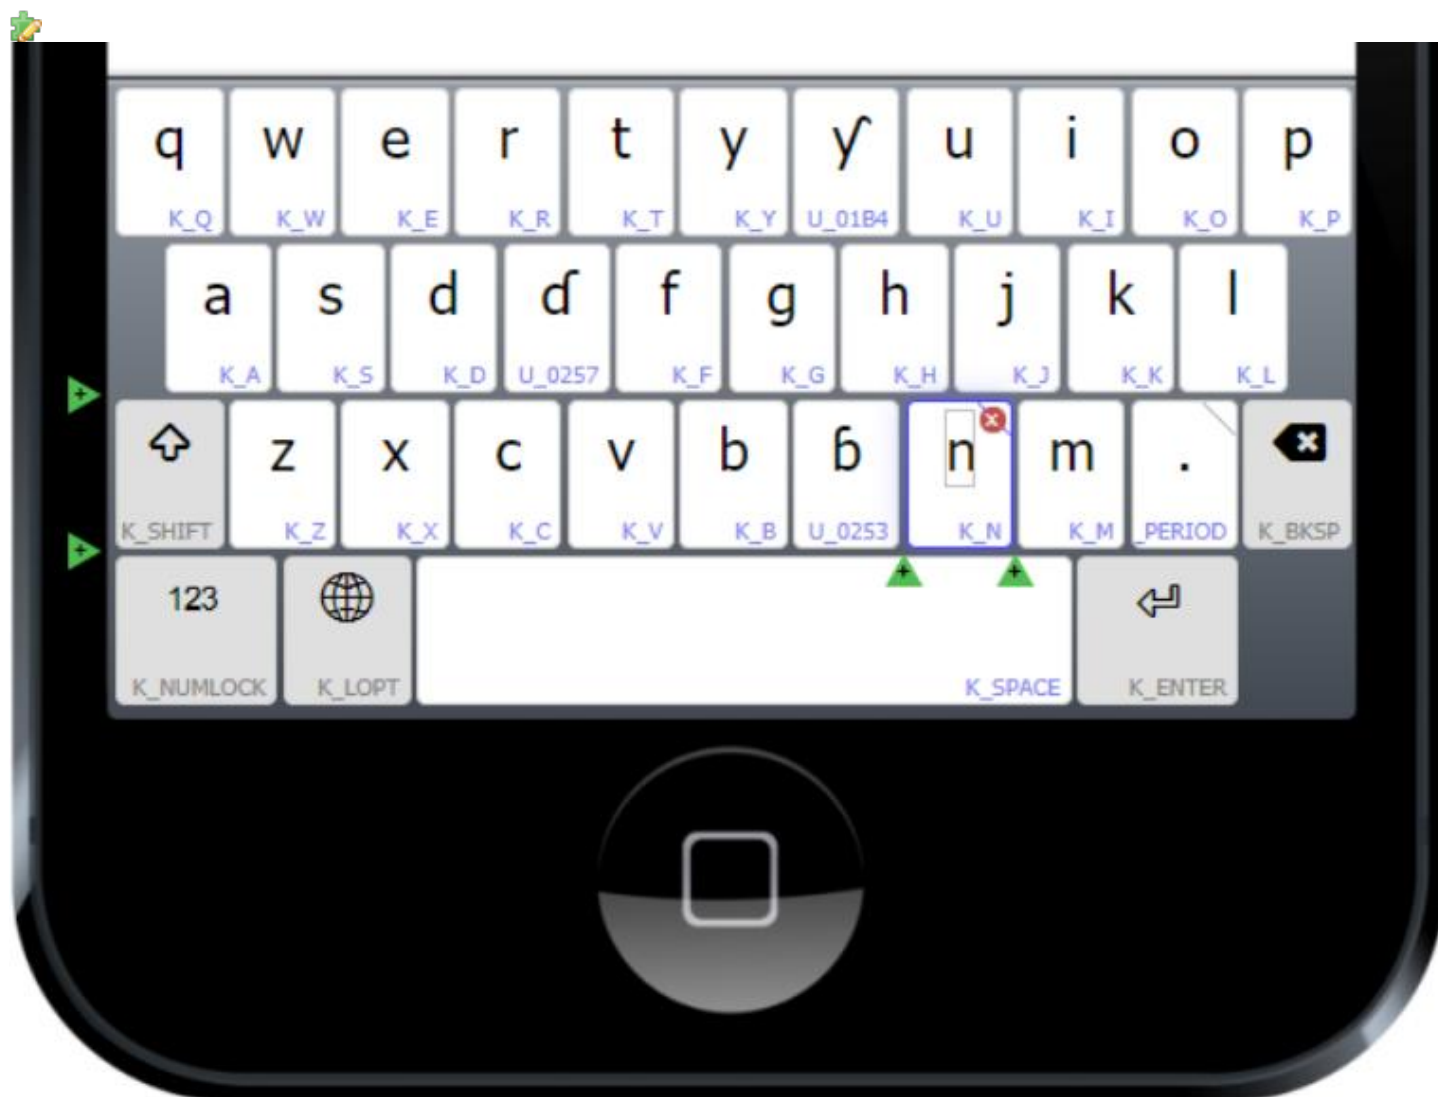 q w e r t y ƴ u i o p
K_Q K_W K_E K_R K_T K_Y U_01B4 K_U K_I K_O K_P
a s d ɗ f g h j k l
K_A K_S K_D U_0257 K_F K_G K_H K_J K_K K_L
z x c v b ɓ n m .
K_SHIFT K_Z K_X K_C K_V K_B U_0253 K_N K_M _PERIOD K_BKSP
123
K_NUMLOCK K_LOPT K_SPACE K_ENTER